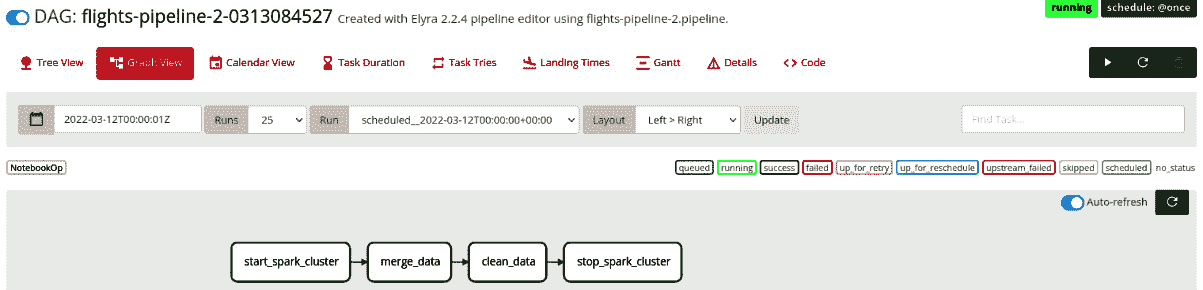 DAG: flights-pipeline-2-0313084527 Created with Elyra 2.2.4 pipeline editor using flights-pipeline-2.pipeline.
running schedule: @once
Tree View Graph View Calendar View Task Duration Task Tries Landing Times Gantt Details <> Code
2022-03-12T00:00:01Z Runs 25 Run scheduled__2022-03-12T00:00:00+00:00 Layout Left > Right Update Find Task...
NotebookOp queued running success failed up_for_retry up_for_reschedule upstream_failed skipped scheduled no_status
Auto-refresh
start_spark_cluster merge_data clean_data stop_spark_cluster